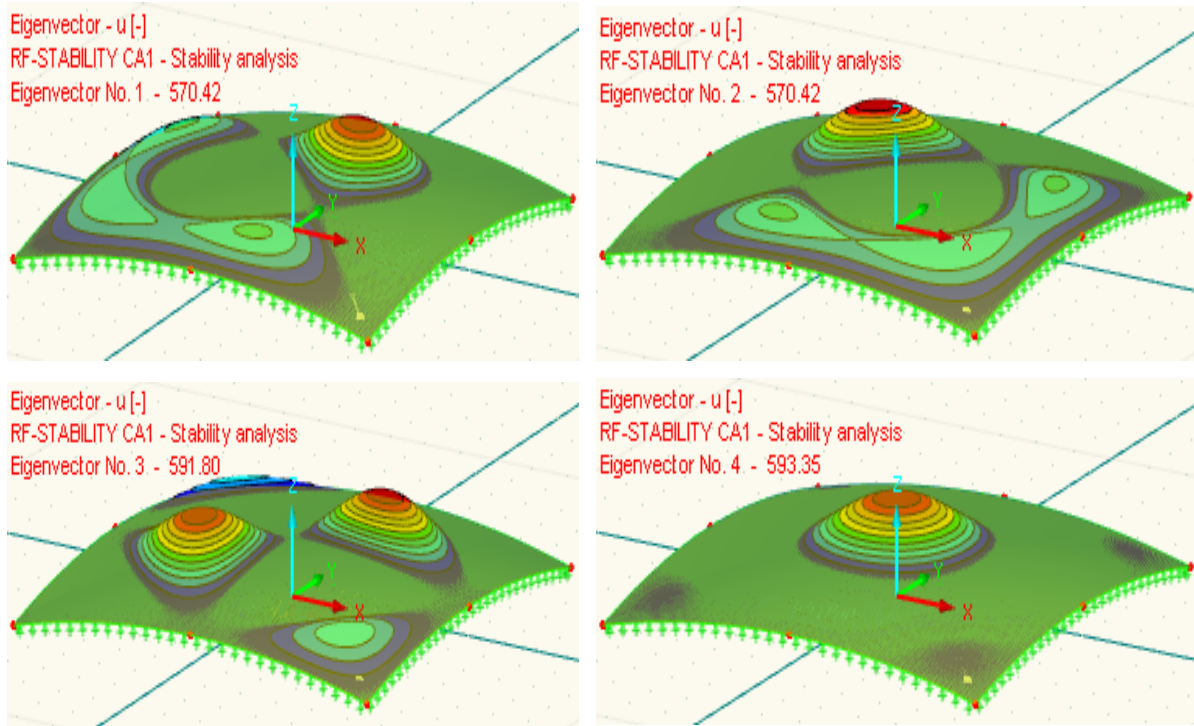 Eigenvector - u [-]
RF-STABILITY CA1 - Stability analysis
Eigenvector No. 1 - 570.42
Z
Y
X
Eigenvector - u [-]
RF-STABILITY CA1 - Stability analysis
Eigenvector No. 2 - 570.42
Z
Y
X
Eigenvector - u [-]
RF-STABILITY CA1 - Stability analysis
Eigenvector No. 3 - 591.80
Z
Y
X
Eigenvector - u [-]
RF-STABILITY CA1 - Stability analysis
Eigenvector No. 4 - 593.35
Z
Y
X